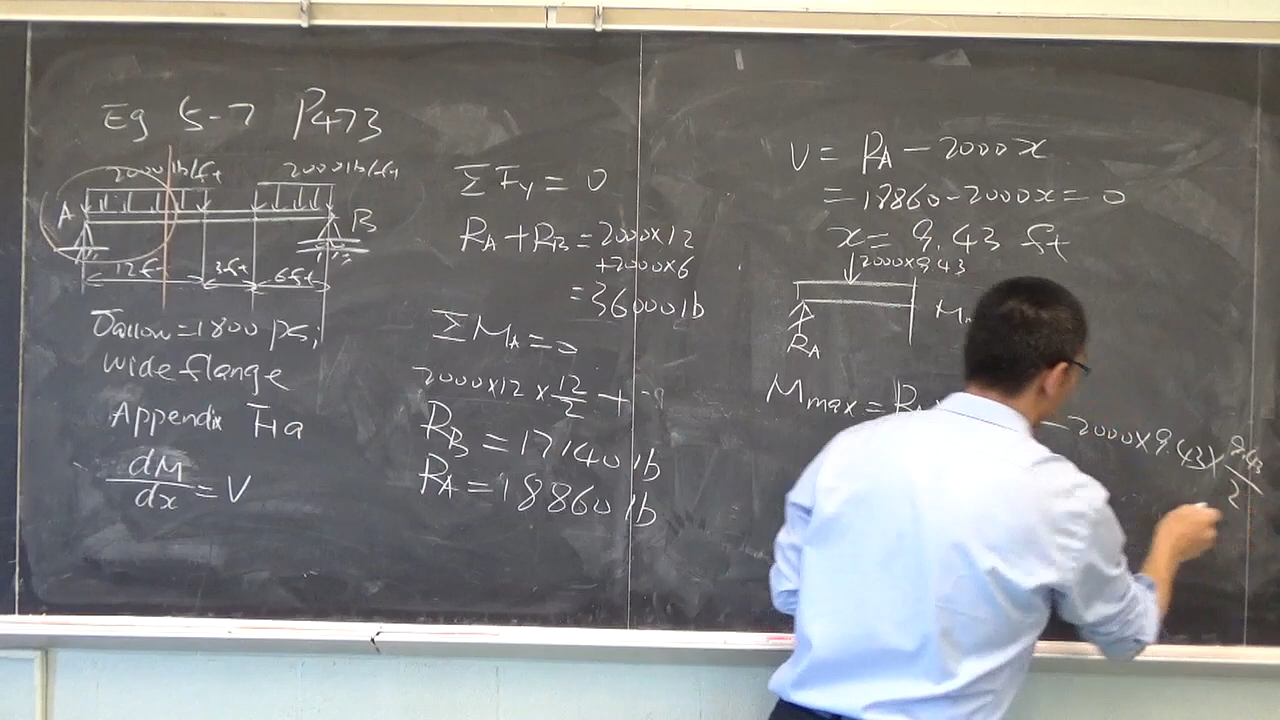 Eg 5-7 P473
2000 lb/ft 2000 lb/ft
A B
12 ft 3 ft 6 ft
σallow = 1800 psi
wide flange
Appendix F1a
dM/dx = V
ΣFy = 0
RA + RB = 2000×12
+2000×6
= 36000 lb
ΣMA = 0
2000×12 × 12/2 +
RB = 17140 lb
RA = 18860 lb
V = RA − 2000x
= 18860 − 2000x = 0
x = 9.43 ft
2000×9.43
RA
Mmax = RA − 2000×9.43× 9.43/2